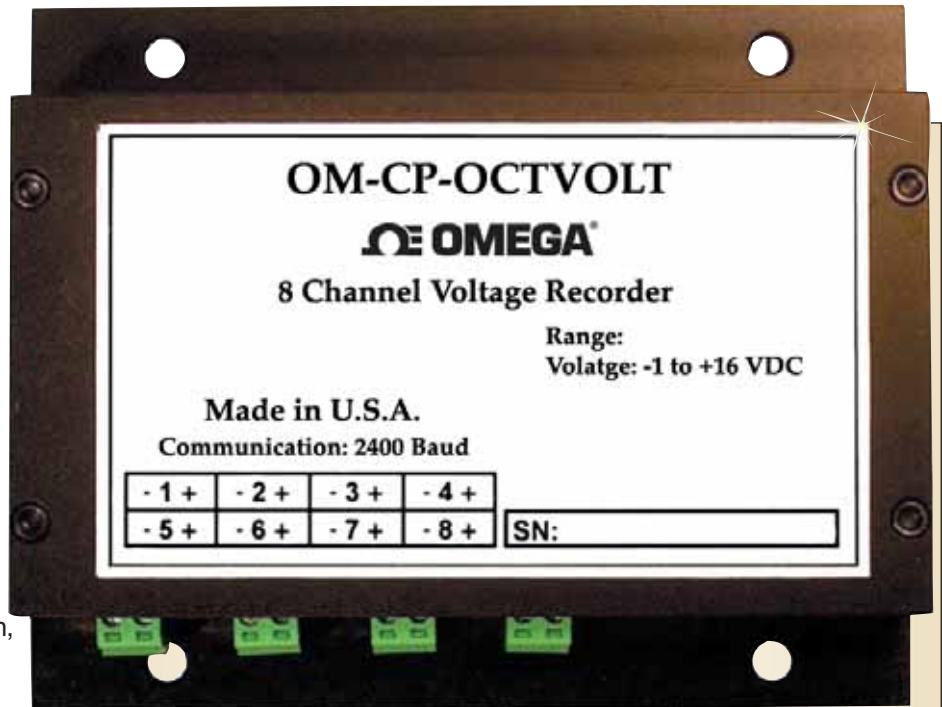 OM-CP-OCTVOLT
OMEGA®
8 Channel Voltage Recorder
Range:
Volatge: -1 to +16 VDC
Made in U.S.A.
Communication: 2400 Baud
- 1 + - 2 + - 3 + - 4 +
- 5 + - 6 + - 7 + - 8 + SN: